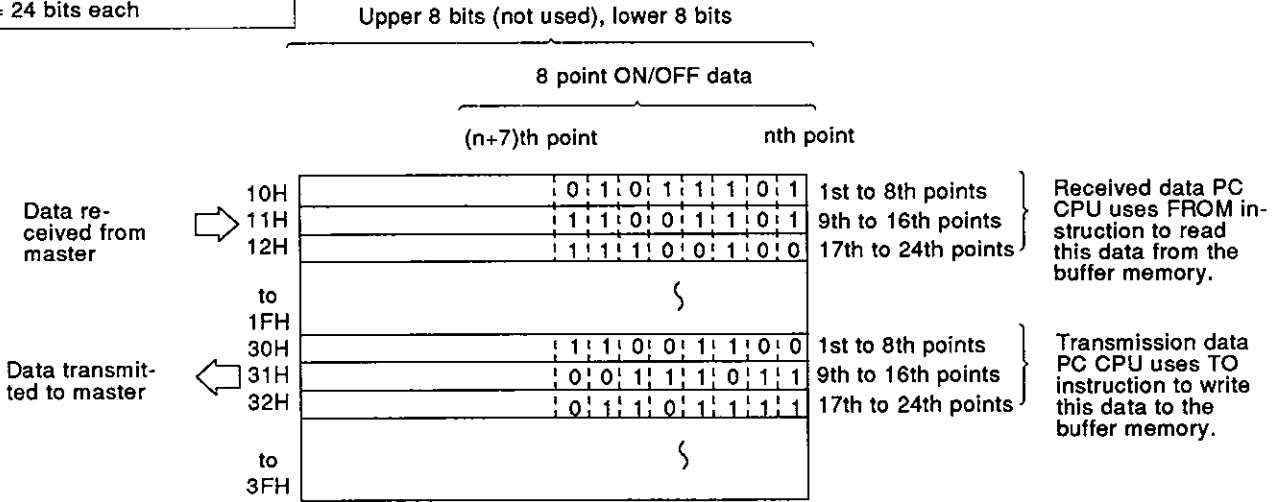 = 24 bits each
Upper 8 bits (not used), lower 8 bits
8 point ON/OFF data
(n+7)th point nth point
Data re-
ceived from
master
10H 0 1 0 1 1 1 0 1 1st to 8th points
11H 1 1 0 0 1 1 0 1 9th to 16th points
12H 1 1 1 0 0 1 0 0 17th to 24th points
Received data PC
CPU uses FROM in-
struction to read
this data from the
buffer memory.
to
1FH
Data transmit-
ted to master
30H 1 1 0 0 1 1 0 0 1st to 8th points
31H 0 0 1 1 1 0 1 1 9th to 16th points
32H 0 1 1 0 1 1 1 1 17th to 24th points
Transmission data
PC CPU uses TO
instruction to write
this data to the
buffer memory.
to
3FH